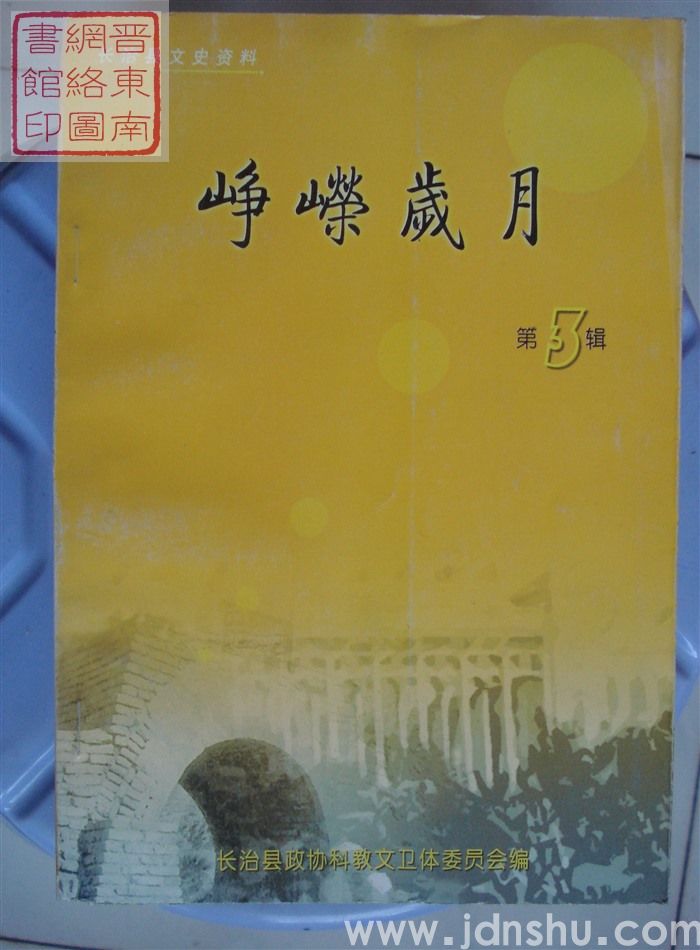 晋東南
網絡圖
書館印
长治县文史资料
峥嶸歲月
第3辑
长治县政协科教文卫体委员会编
www.jdnshu.com